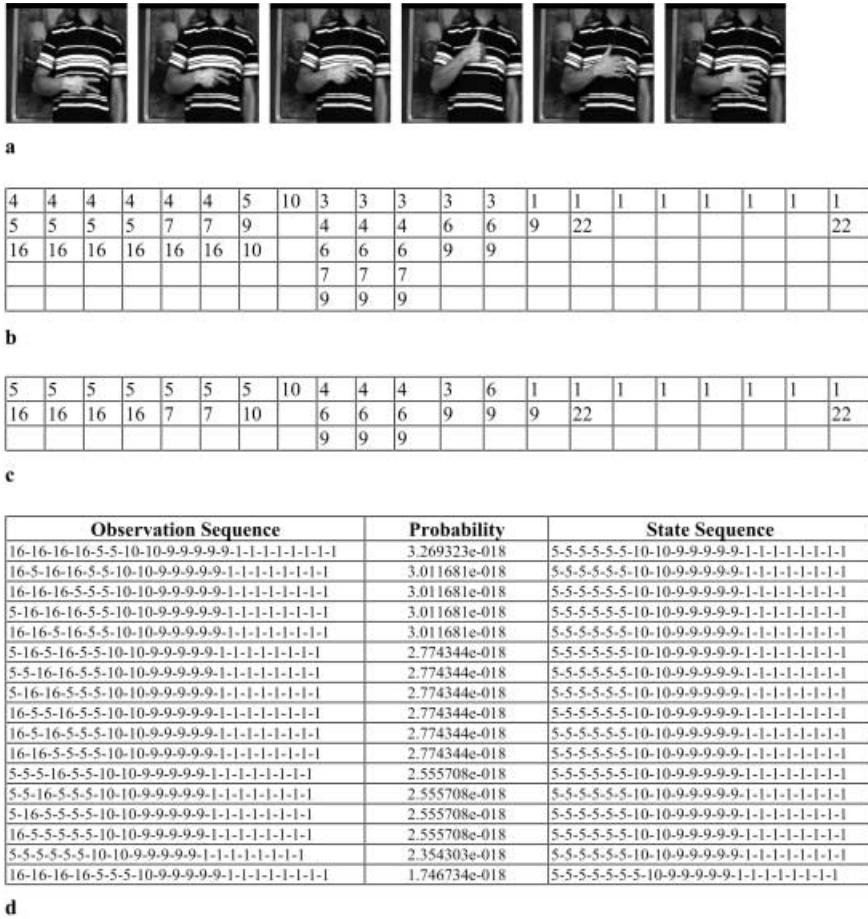 a
4 4 4 4 4 4 5 10 3 3 3 3 3 1 1 1 1 1 1 1 1
5 5 5 5 7 7 9 4 4 4 6 6 9 22 22
16 16 16 16 16 16 10 6 6 6 9 9
7 7 7
9 9 9
b
5 5 5 5 5 5 5 10 4 4 4 3 6 1 1 1 1 1 1 1 1
16 16 16 16 7 7 10 6 6 6 9 9 9 22 22
9 9 9
c
Observation Sequence Probability State Sequence
16-16-16-16-5-5-10-10-9-9-9-9-9-1-1-1-1-1-1-1-1 3.269323e-018 5-5-5-5-5-5-10-10-9-9-9-9-9-1-1-1-1-1-1-1-1
16-5-16-16-5-5-10-10-9-9-9-9-9-1-1-1-1-1-1-1-1 3.011681e-018 5-5-5-5-5-5-10-10-9-9-9-9-9-1-1-1-1-1-1-1-1
16-16-16-5-5-5-10-10-9-9-9-9-9-1-1-1-1-1-1-1-1 3.011681e-018 5-5-5-5-5-5-10-10-9-9-9-9-9-1-1-1-1-1-1-1-1
5-16-16-16-5-5-10-10-9-9-9-9-9-1-1-1-1-1-1-1-1 3.011681e-018 5-5-5-5-5-5-10-10-9-9-9-9-9-1-1-1-1-1-1-1-1
16-16-5-16-5-5-10-10-9-9-9-9-9-1-1-1-1-1-1-1-1 3.011681e-018 5-5-5-5-5-5-10-10-9-9-9-9-9-1-1-1-1-1-1-1-1
5-16-5-16-5-5-10-10-9-9-9-9-9-1-1-1-1-1-1-1-1 2.774344e-018 5-5-5-5-5-5-10-10-9-9-9-9-9-1-1-1-1-1-1-1-1
5-5-16-16-5-5-10-10-9-9-9-9-9-1-1-1-1-1-1-1-1 2.774344e-018 5-5-5-5-5-5-10-10-9-9-9-9-9-1-1-1-1-1-1-1-1
5-16-16-5-5-5-10-10-9-9-9-9-9-1-1-1-1-1-1-1-1 2.774344e-018 5-5-5-5-5-5-10-10-9-9-9-9-9-1-1-1-1-1-1-1-1
16-5-5-16-5-5-10-10-9-9-9-9-9-1-1-1-1-1-1-1-1 2.774344e-018 5-5-5-5-5-5-10-10-9-9-9-9-9-1-1-1-1-1-1-1-1
16-5-16-5-5-5-10-10-9-9-9-9-9-1-1-1-1-1-1-1-1 2.774344e-018 5-5-5-5-5-5-10-10-9-9-9-9-9-1-1-1-1-1-1-1-1
16-16-5-5-5-5-10-10-9-9-9-9-9-1-1-1-1-1-1-1-1 2.774344e-018 5-5-5-5-5-5-10-10-9-9-9-9-9-1-1-1-1-1-1-1-1
5-5-5-16-5-5-10-10-9-9-9-9-9-1-1-1-1-1-1-1-1 2.555708e-018 5-5-5-5-5-5-10-10-9-9-9-9-9-1-1-1-1-1-1-1-1
5-5-16-5-5-5-10-10-9-9-9-9-9-1-1-1-1-1-1-1-1 2.555708e-018 5-5-5-5-5-5-10-10-9-9-9-9-9-1-1-1-1-1-1-1-1
5-16-5-5-5-5-10-10-9-9-9-9-9-1-1-1-1-1-1-1-1 2.555708e-018 5-5-5-5-5-5-10-10-9-9-9-9-9-1-1-1-1-1-1-1-1
16-5-5-5-5-5-10-10-9-9-9-9-9-1-1-1-1-1-1-1-1 2.555708e-018 5-5-5-5-5-5-10-10-9-9-9-9-9-1-1-1-1-1-1-1-1
5-5-5-5-5-5-10-10-9-9-9-9-9-1-1-1-1-1-1-1-1 2.354303e-018 5-5-5-5-5-5-10-10-9-9-9-9-9-1-1-1-1-1-1-1-1
16-16-16-16-5-5-5-10-9-9-9-9-9-1-1-1-1-1-1-1-1 1.746734e-018 5-5-5-5-5-5-5-10-9-9-9-9-9-1-1-1-1-1-1-1-1
d